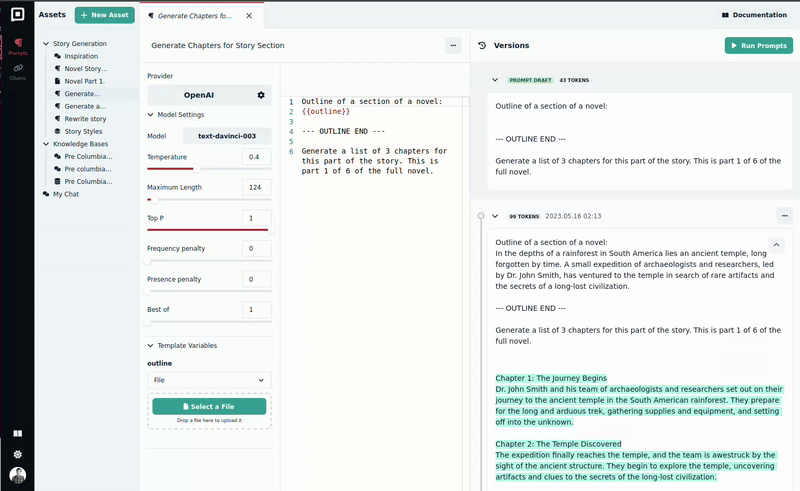 Assets
+ New Asset
Generate Chapters fo...
Documentation
Prompts
Chains
Story Generation
Inspiration
Novel Story...
Novel Part 1.
Generate...
Generate a...
Rewrite story
Story Styles
Knowledge Bases
Pre Columbia...
Pre columbia...
Pre Columbia...
My Chat
Generate Chapters for Story Section
...
Provider
OpenAI
Model Settings
Model
text-davinci-003
Temperature
0.4
Maximum Length
124
Top P
1
Frequency penalty
0
Presence penalty
0
Best of
1
Template Variables
outline
File
Select a File
Drop a file here to upload it
1 Outline of a section of a novel:
2 {{outline}}
3
4 --- OUTLINE END ---
5
6 Generate a list of 3 chapters for
this part of the story. This is
part 1 of 6 of the full novel.
Versions
Run Prompts
PROMPT DRAFT 43 TOKENS
Outline of a section of a novel:
--- OUTLINE END ---
Generate a list of 3 chapters for this part of the story. This is part 1 of 6 of the
full novel.
99 TOKENS 2023.05.16 02:13
...
Outline of a section of a novel:
In the depths of a rainforest in South America lies an ancient temple, long
forgotten by time. A small expedition of archaeologists and researchers, led
by Dr. John Smith, has ventured to the temple in search of rare artifacts and
the secrets of a long-lost civilization.
--- OUTLINE END ---
Generate a list of 3 chapters for this part of the story. This is part 1 of 6 of the
full novel.
Chapter 1: The Journey Begins
Dr. John Smith and his team of archaeologists and researchers set out on their
journey to the ancient temple in the South American rainforest. They prepare
for the long and arduous trek, gathering supplies and equipment, and setting
off into the unknown.
Chapter 2: The Temple Discovered
The expedition finally reaches the temple, and the team is awestruck by the
sight of the ancient structure. They begin to explore the temple, uncovering
artifacts and clues to the secrets of the long-lost civilization.